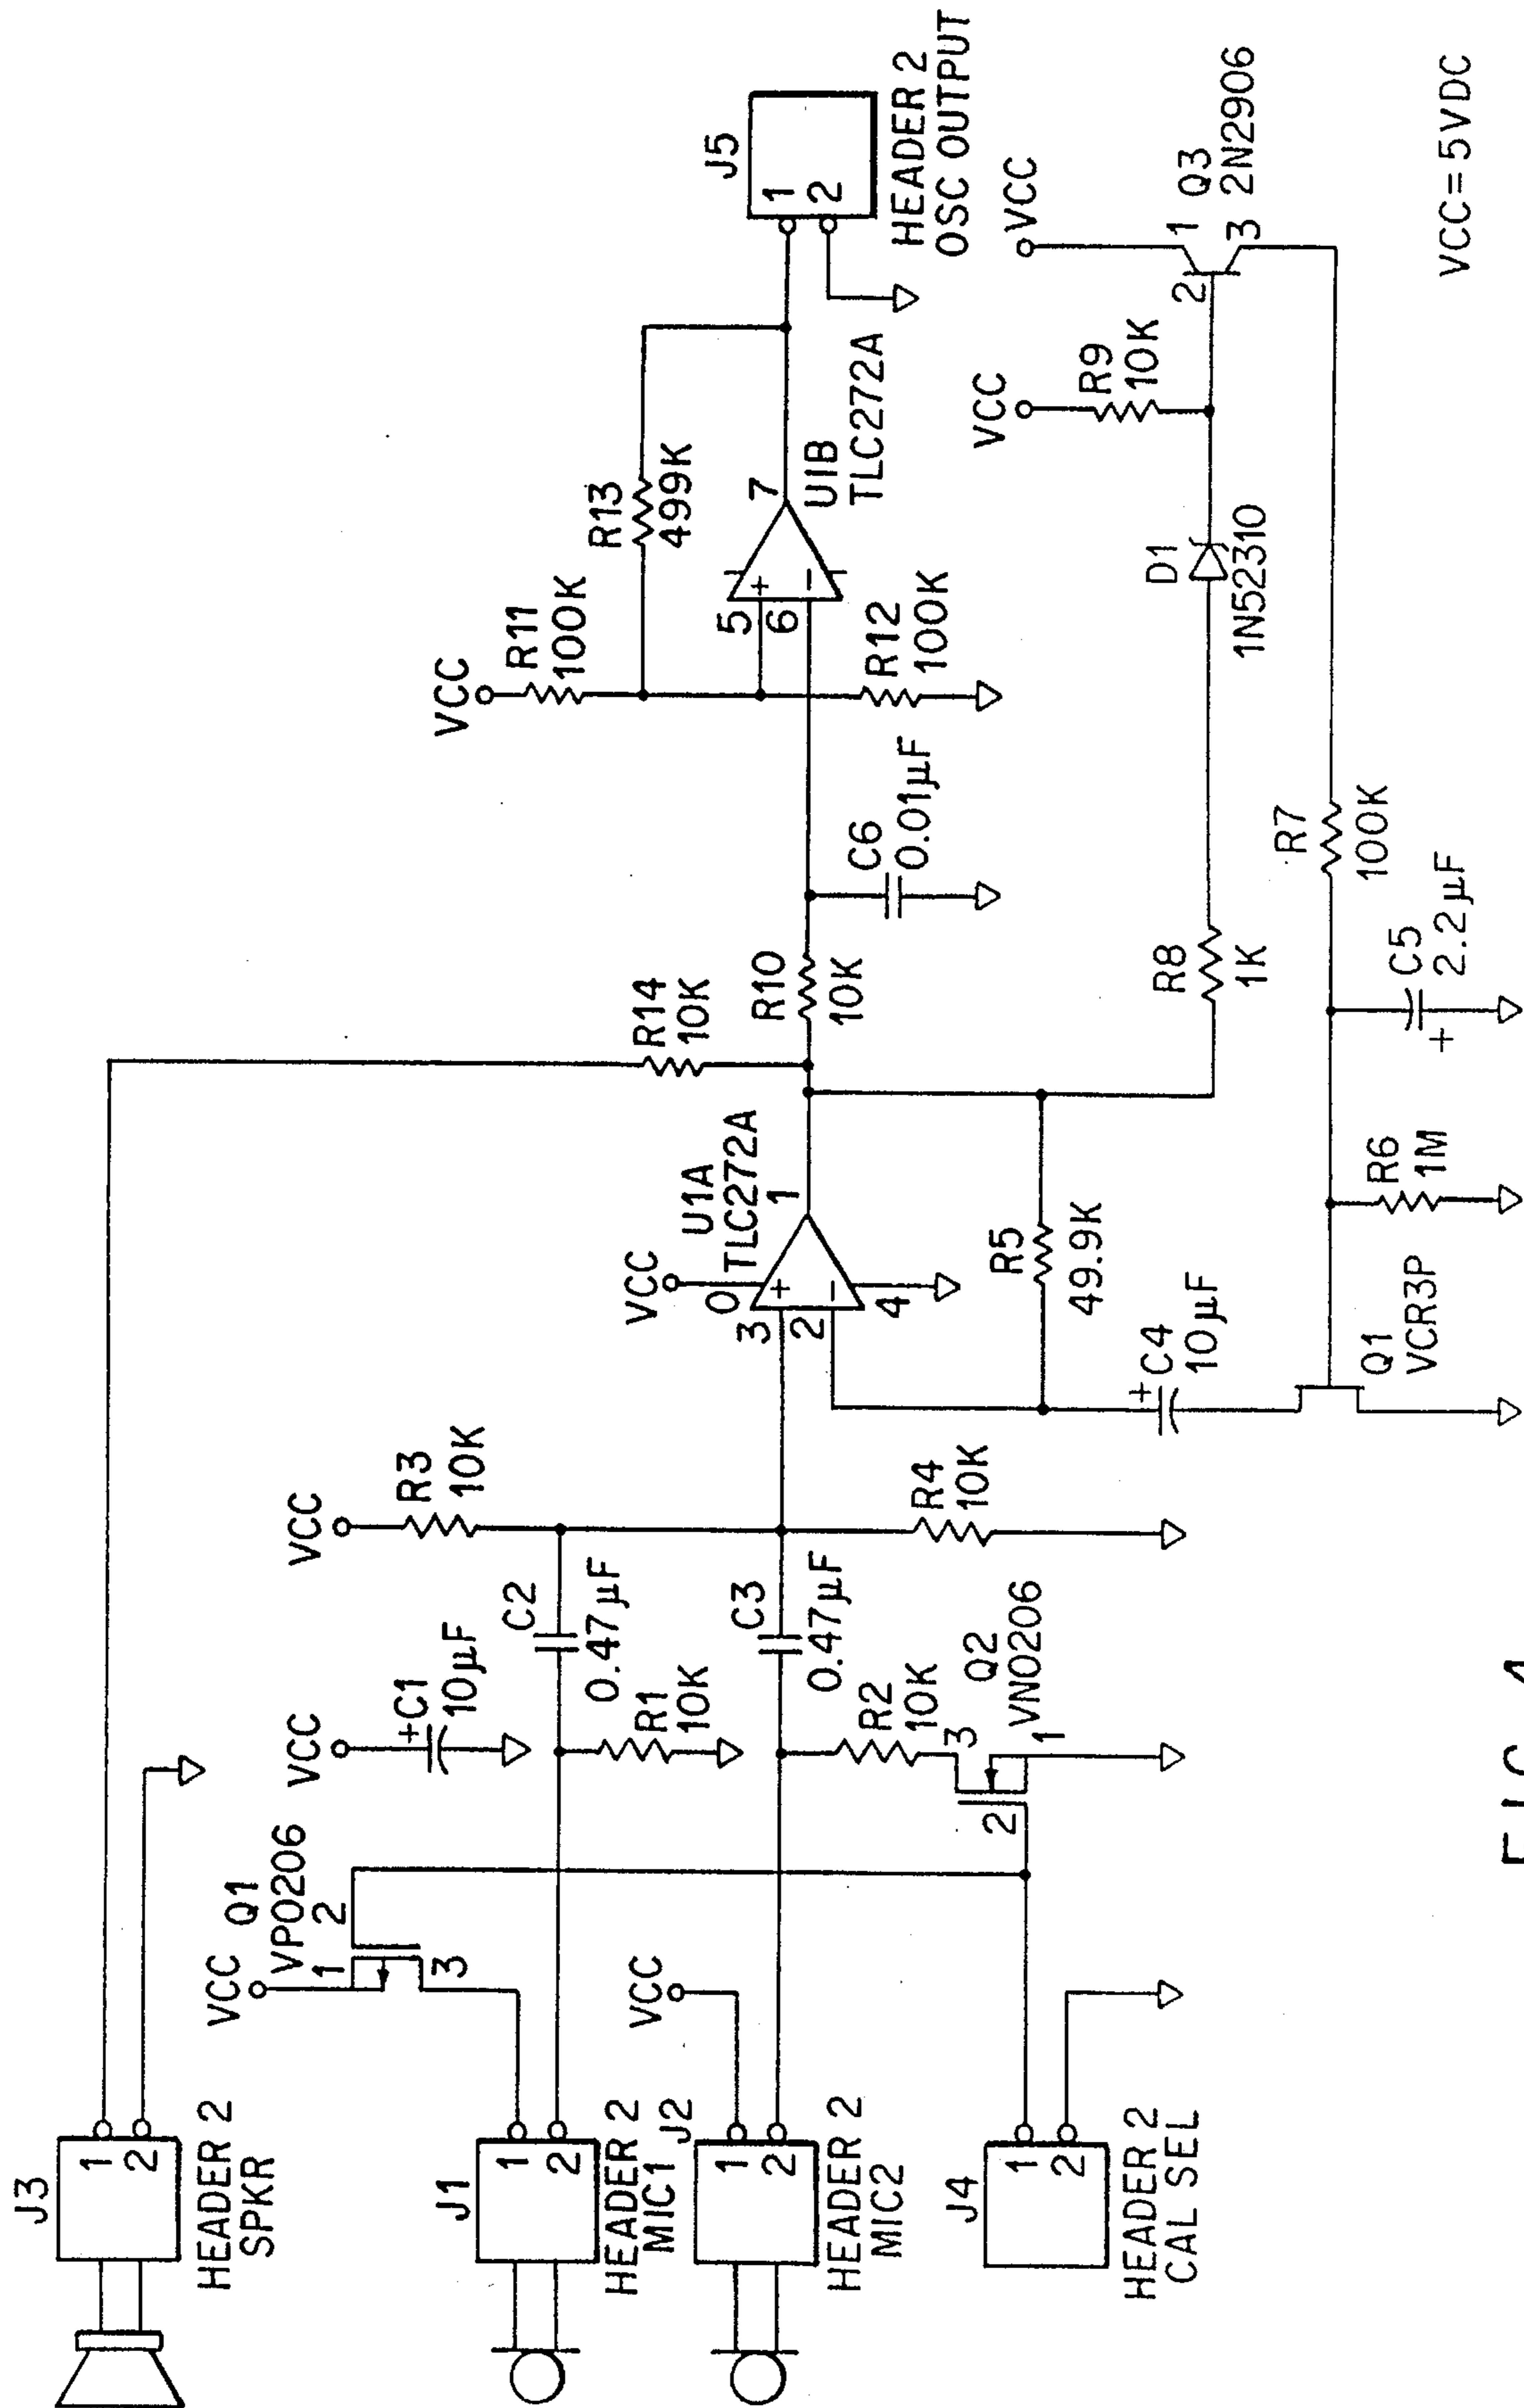 J3
1
2
HEADER 2
SPKR
J1
1
2
HEADER 2
MIC1
J2
1
2
HEADER 2
MIC2
J4
1
2
HEADER 2
CAL SEL
VCC
Q1
VP0206
1
2
3
VCC
VCC
+
C1
10µF
C2
0.47µF
R1
10K
C3
0.47µF
R2
10K
Q2
VN0206
3
2
1
VCC
R3
10K
R4
10K
VCC
U1A
TLC272A
0
3
+
2
−
4
1
R5
49.9K
+
C4
10µF
Q1
VCR3P
R6
1M
C5
2.2µF
+
R7
100K
R8
1K
R14
10K
R10
10K
C6
0.01µF
VCC
R11
100K
R12
100K
R13
499K
5
+
6
−
7
U1B
TLC272A
J5
1
2
HEADER 2
OSC OUTPUT
D1
1N52310
VCC
R9
10K
VCC
1
2
3
Q3
2N2906
VCC=5VDC